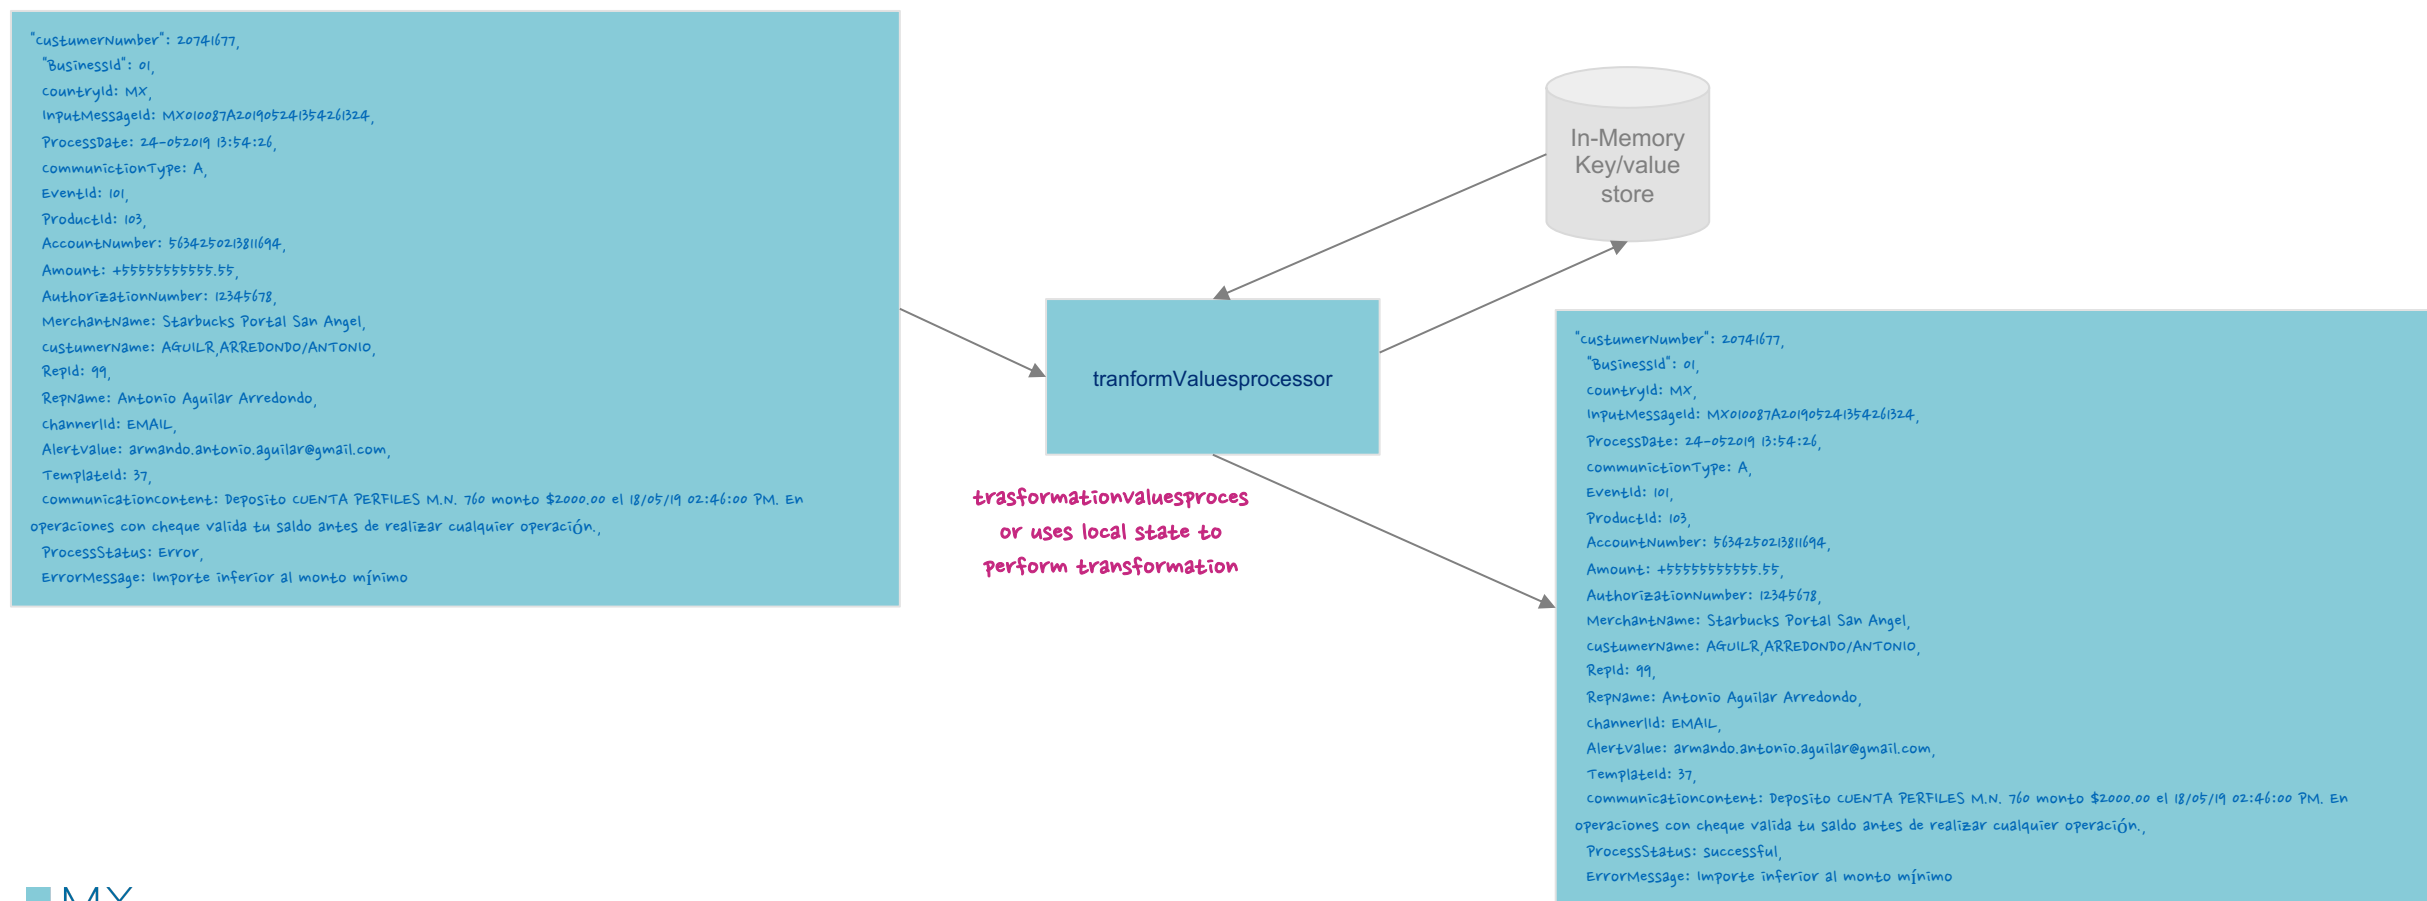 "CustumerNumber": 20741677,
"BusinessId": 01,
CountryId: MX,
InputMessageId: MX010087A201905241354261324,
ProcessDate: 24-052019 13:54:26,
CommunictionType: A,
EventId: 101,
ProductId: 103,
AccountNumber: 5634250213811694,
Amount: +55555555555.55,
AuthorizationNumber: 12345678,
MerchantName: Starbucks Portal San Angel,
CustumerName: AGUILR,ARREDONDO/ANTONIO,
RepId: 99,
RepName: Antonio Aguilar Arredondo,
ChannerlId: EMAIL,
AlertValue: armando.antonio.aguilar@gmail.com,
TemplateId: 37,
CommunicationContent: Deposito CUENTA PERFILES M.N. 760 monto $2000.00 el 18/05/19 02:46:00 PM. En
operaciones con cheque valida tu saldo antes de realizar cualquier operación.,
ProcessStatus: Error,
ErrorMessage: Importe inferior al monto mínimo
In-Memory
Key/value
store
tranformValuesprocessor
trasformationvaluesproces
or uses local state to
perform transformation
"CustumerNumber": 20741677,
"BusinessId": 01,
CountryId: MX,
InputMessageId: MX010087A201905241354261324,
ProcessDate: 24-052019 13:54:26,
CommunictionType: A,
EventId: 101,
ProductId: 103,
AccountNumber: 5634250213811694,
Amount: +55555555555.55,
AuthorizationNumber: 12345678,
MerchantName: Starbucks Portal San Angel,
CustumerName: AGUILR,ARREDONDO/ANTONIO,
RepId: 99,
RepName: Antonio Aguilar Arredondo,
ChannerlId: EMAIL,
AlertValue: armando.antonio.aguilar@gmail.com,
TemplateId: 37,
CommunicationContent: Deposito CUENTA PERFILES M.N. 760 monto $2000.00 el 18/05/19 02:46:00 PM. En
operaciones con cheque valida tu saldo antes de realizar cualquier operación.,
ProcessStatus: successful,
ErrorMessage: Importe inferior al monto mínimo
MX